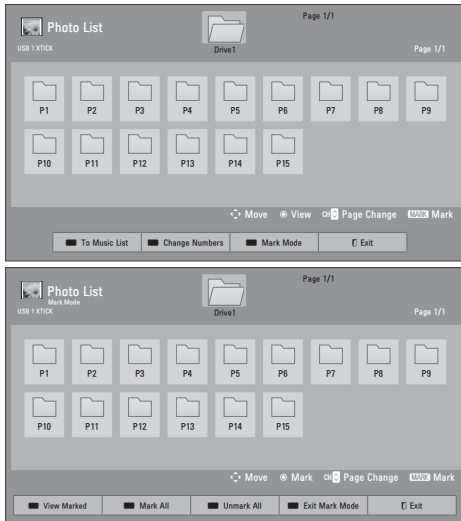 Page 1/1
Photo List
USB 1 XTICK
Drive1
Page 1/1
P1 P2 P3 P4 P5 P6 P7 P8 P9
P10 P11 P12 P13 P14 P15
Move View CH Page Change MARK Mark
To Music List Change Numbers Mark Mode Exit
Page 1/1
Photo List
Mark Mode
USB 1 XTICK
Drive1
Page 1/1
P1 P2 P3 P4 P5 P6 P7 P8 P9
P10 P11 P12 P13 P14 P15
Move Mark CH Page Change MARK Mark
View Marked Mark All Unmark All Exit Mark Mode Exit